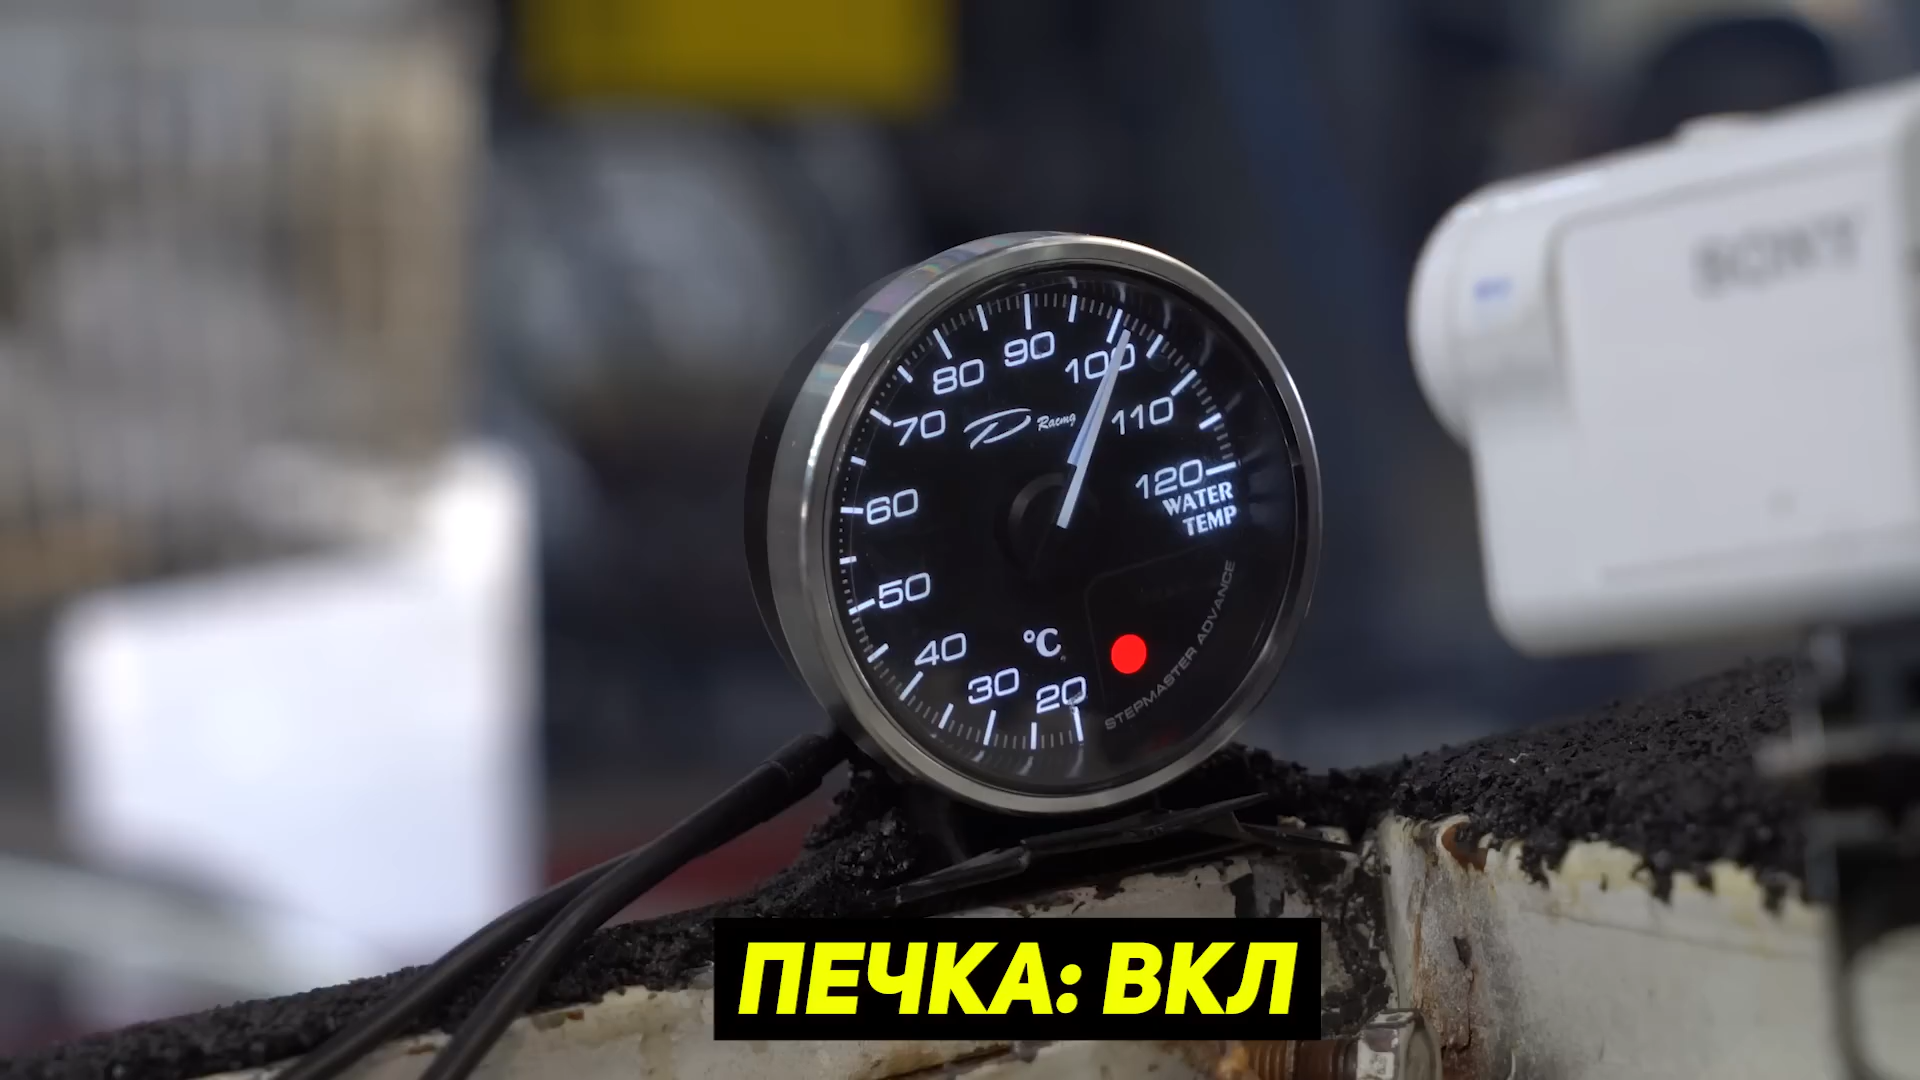 SONY
90
80
100
Racing
110
70
120
60
WATER
TEMP
50
40
°C
30
20
STEPMASTER ADVANCE
ПЕЧКА: ВКЛ